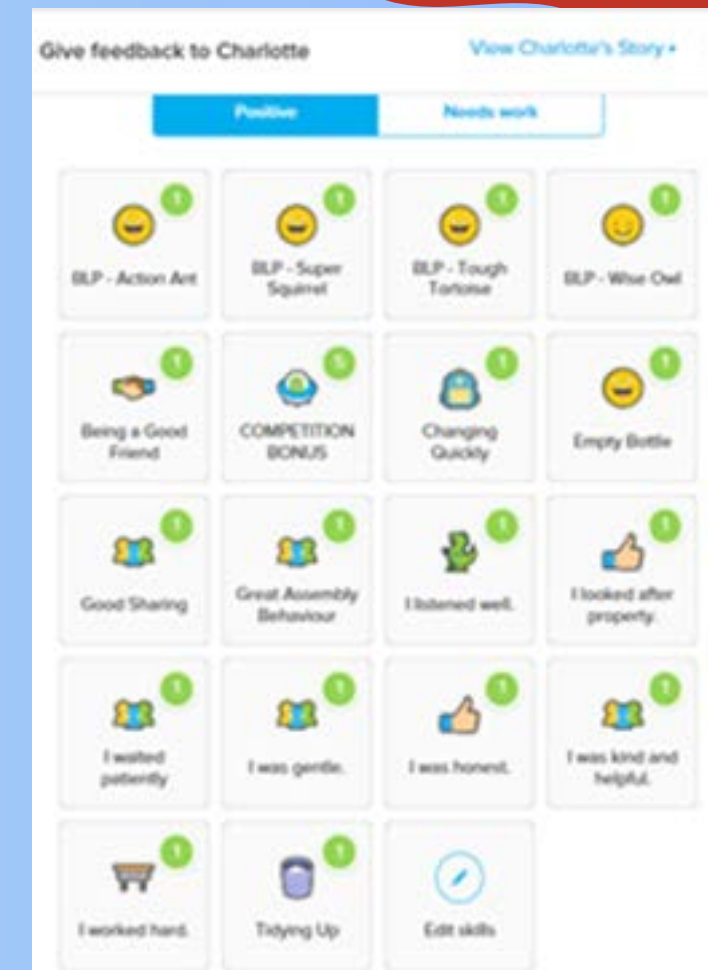 Give feedback to Charlotte
View Charlotte's Story
Positive
Needs work
1
1
1
1
BLP - Action Ant
BLP - Super
Squirrel
BLP - Tough
Tortoise
BLP - Wise Owl
1
5
1
1
Being a Good
Friend
COMPETITION
BONUS
Changing
Quickly
Empty Bottle
1
1
1
1
Good Sharing
Great Assembly
Behaviour
I listened well.
I looked after
property.
1
1
1
1
I waited
patiently
I was gentle.
I was honest.
I was kind and
helpful.
1
1
I worked hard.
Tidying Up
Edit skills